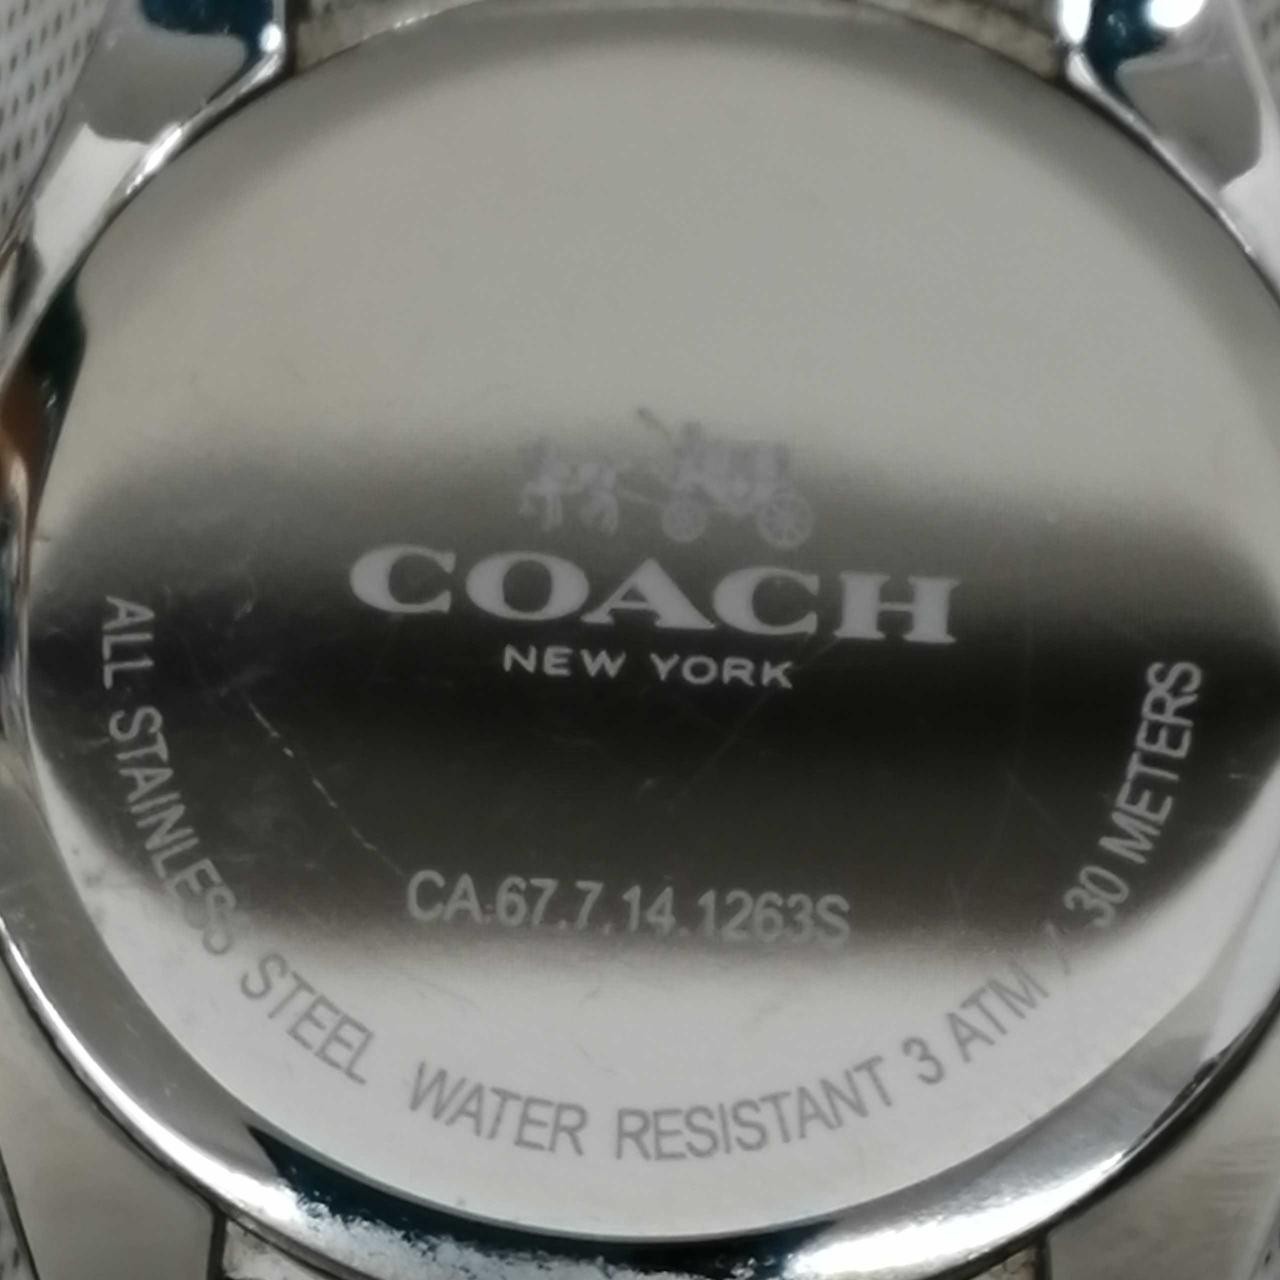 COACH
NEW YORK
CA.67.7.14.1263S
ALL STAINLESS STEEL WATER RESISTANT 3 ATM / 30 METERS